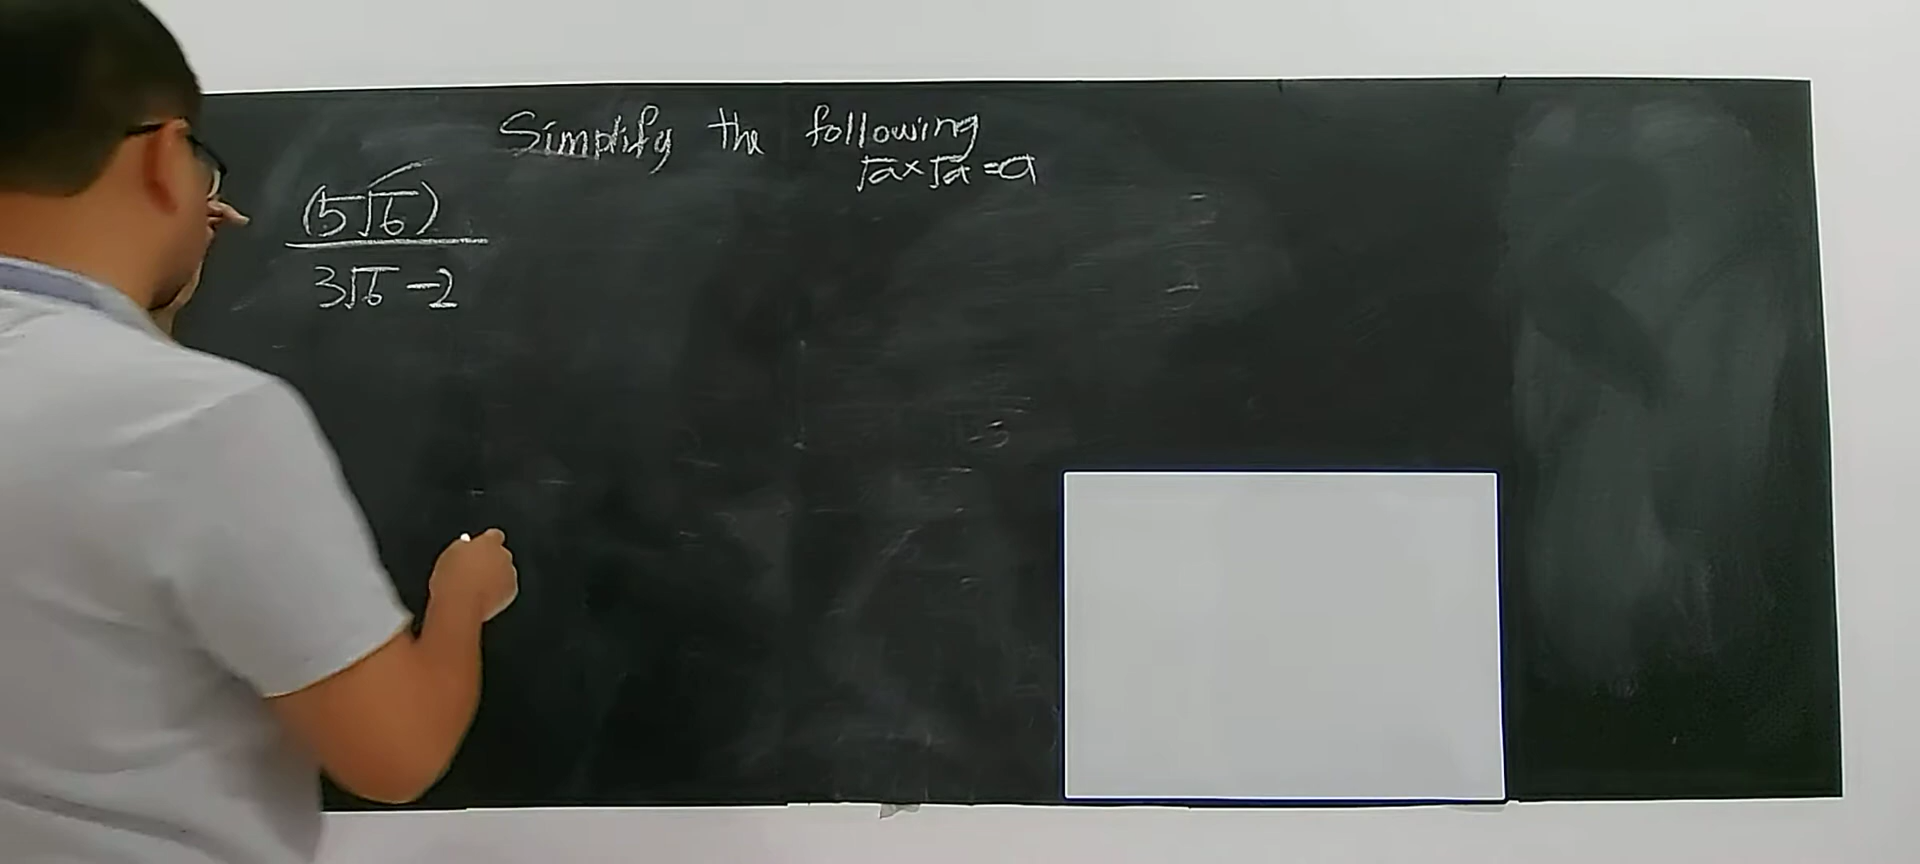 Simplify the following
√a×√a=a
(5√6)
3√6-2